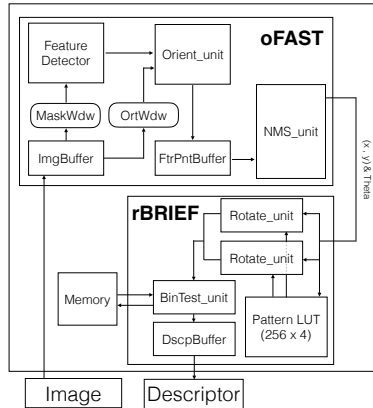 oFAST
Feature
Detector
Orient_unit
MaskWdw
OrtWdw
NMS_unit
ImgBuffer
FtrPntBuffer
(x , y) & Theta
rBRIEF
Rotate_unit
Rotate_unit
Memory
BinTest_unit
Pattern LUT
(256 x 4)
DscpBuffer
Image
Descriptor